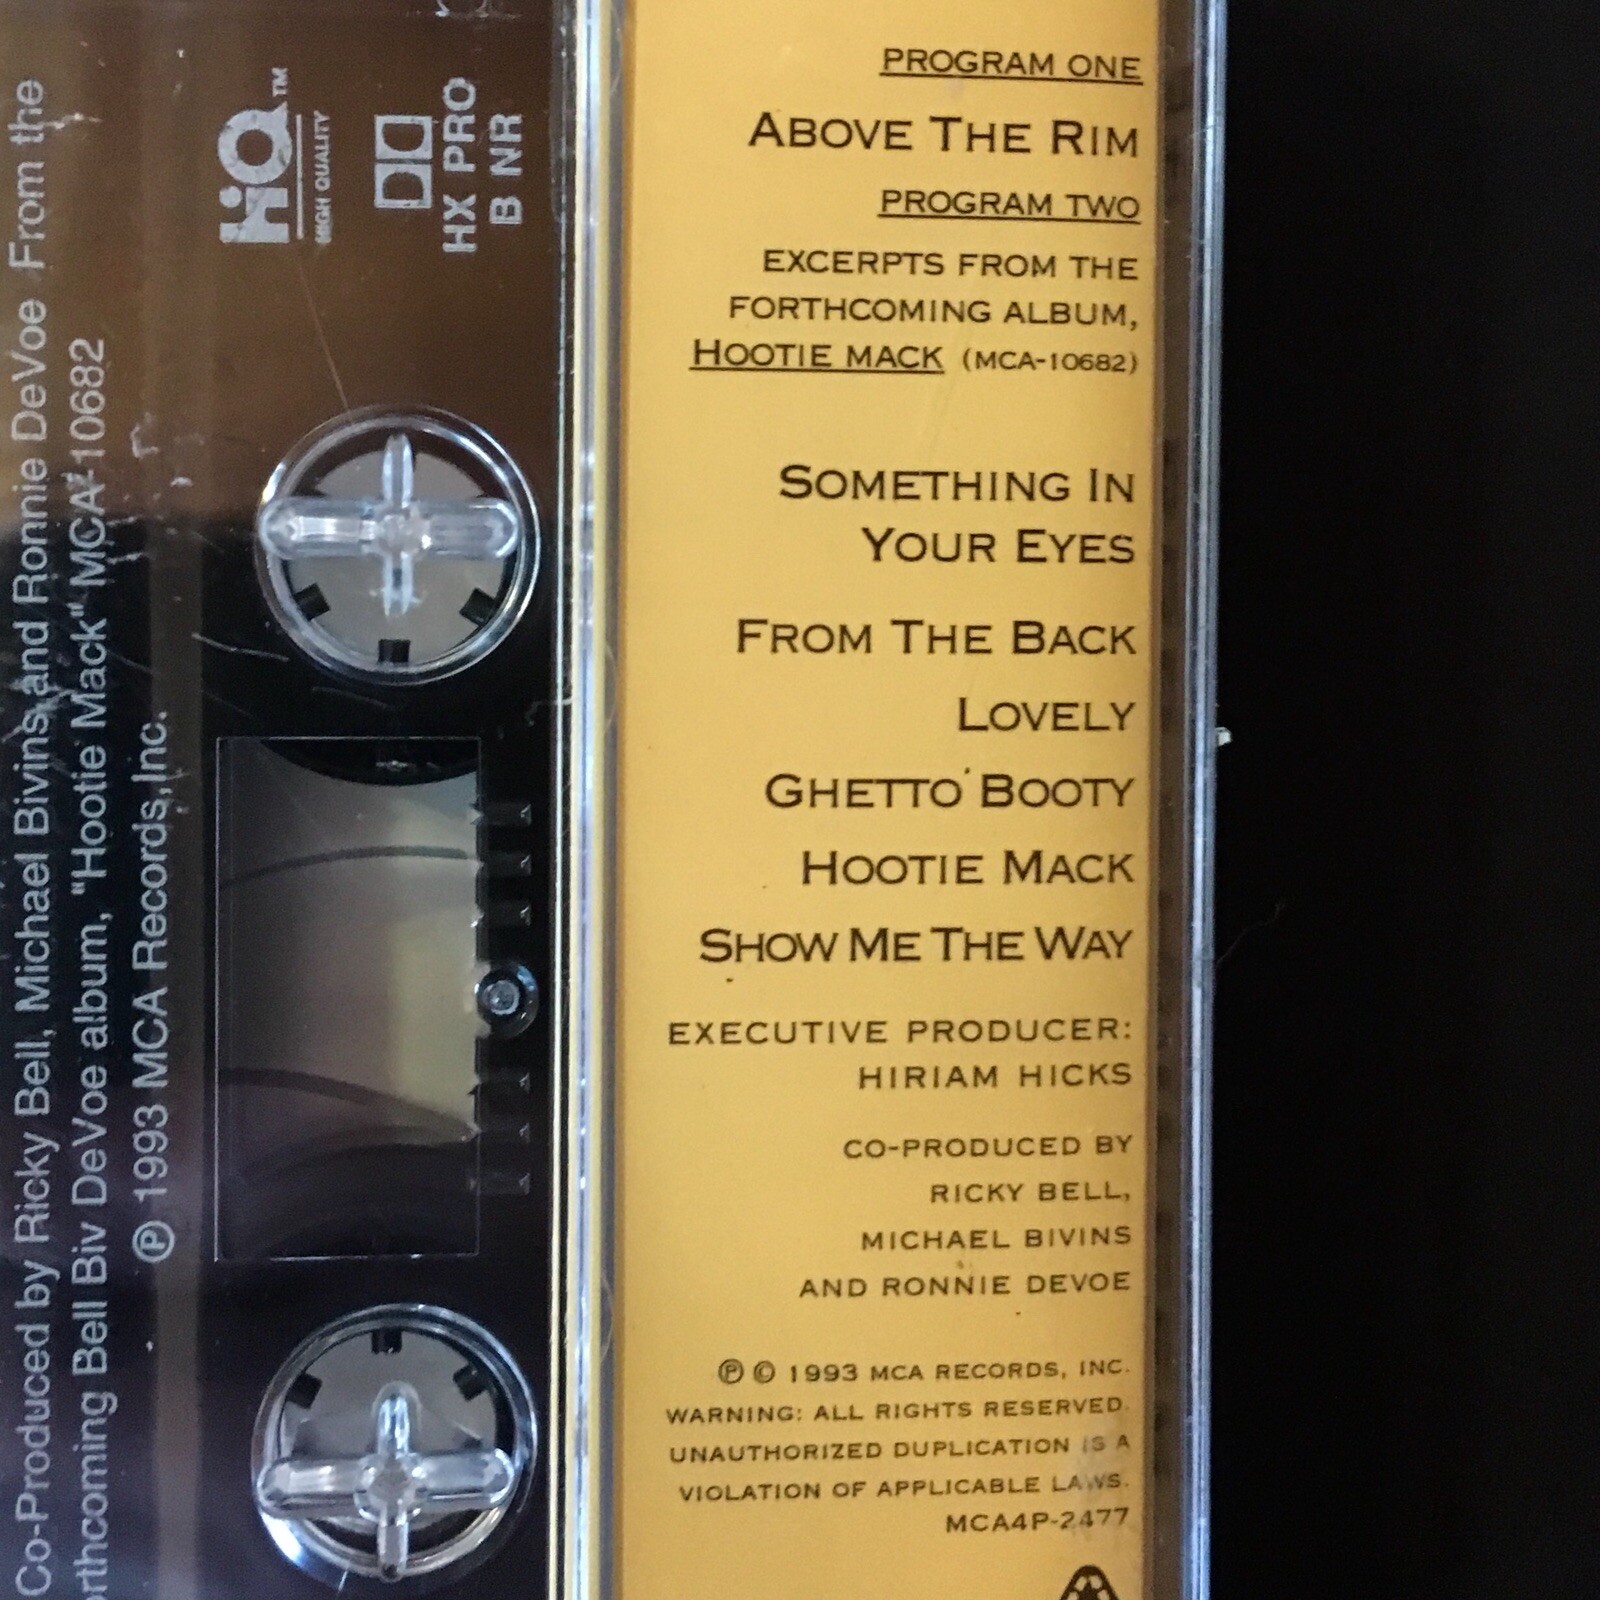 Co-Produced by Ricky Bell, Michael Bivins and Ronnie DeVoe From the
orthcoming Bell Biv DeVoe album, "Hootie Mack" MCA-10682
℗ 1993 MCA Records,Inc.
HQ™
HIGH QUALITY
HX PRO
B NR
PROGRAM ONE
ABOVE THE RIM
PROGRAM TWO
EXCERPTS FROM THE
FORTHCOMING ALBUM,
HOOTIE MACK (MCA-10682)
SOMETHING IN
YOUR EYES
FROM THE BACK
LOVELY
GHETTO BOOTY
HOOTIE MACK
SHOW ME THE WAY
EXECUTIVE PRODUCER:
HIRIAM HICKS
CO-PRODUCED BY
RICKY BELL,
MICHAEL BIVINS
AND RONNIE DEVOE
℗ © 1993 MCA RECORDS, INC.
WARNING: ALL RIGHTS RESERVED.
UNAUTHORIZED DUPLICATION IS A
VIOLATION OF APPLICABLE LAWS.
MCA4P-2477